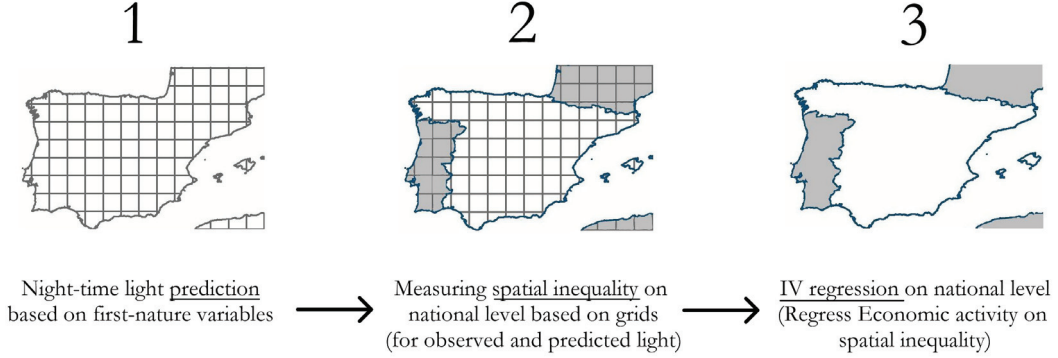 1
2
3
Night-time light prediction
based on first-nature variables
Measuring spatial inequality on
national level based on grids
(for observed and predicted light)
IV regression on national level
(Regress Economic activity on
spatial inequality)